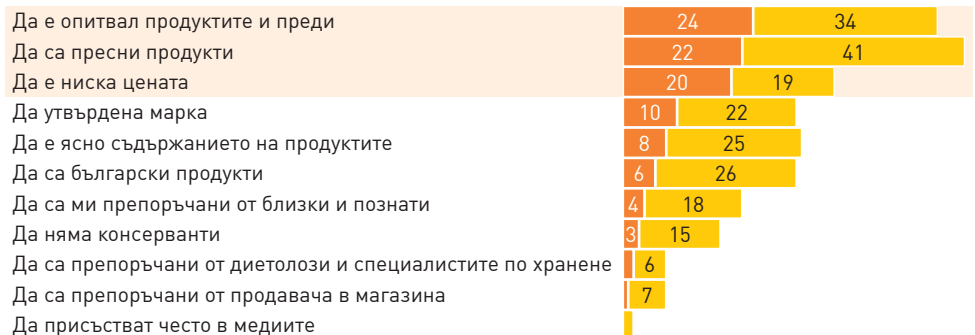 Да е опитвал продуктите и преди 24 34
Да са пресни продукти 22 41
Да е ниска цената 20 19
Да утвърдена марка 10 22
Да е ясно съдържанието на продуктите 8 25
Да са български продукти 6 26
Да са ми препоръчани от близки и познати 4 18
Да няма консерванти 3 15
Да са препоръчани от диетолози и специалистите по хранене 6
Да са препоръчани от продавача в магазина 7
Да присъстват често в медиите